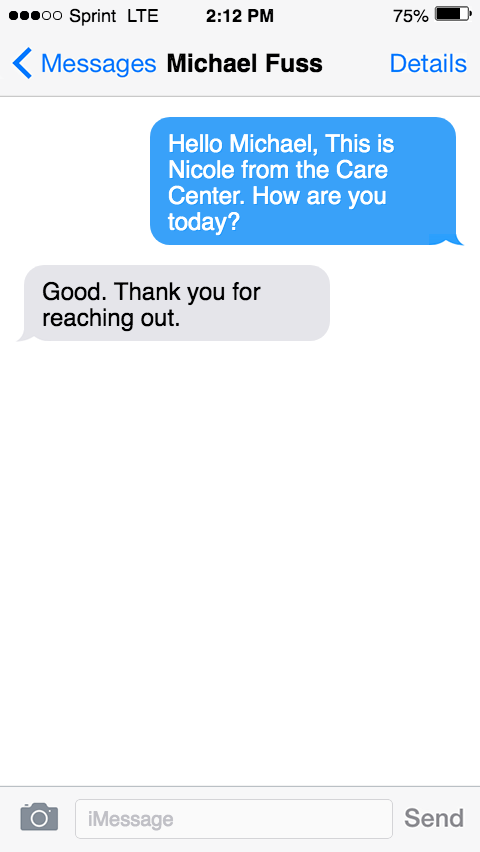 Sprint LTE 2:12 PM 75%
Messages Michael Fuss Details
Hello Michael, This is
Nicole from the Care
Center. How are you
today?
Good. Thank you for
reaching out.
iMessage Send